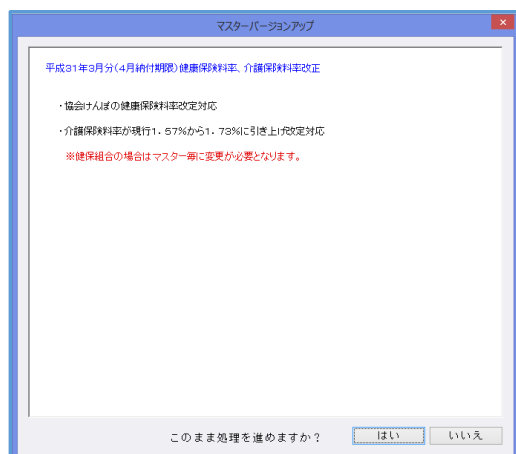 マスターバージョンアップ
平成31年3月分(4月納付期限)健康保険料率、介護保険料率改正
・協会けんぽの健康保険料率改定対応
・介護保険料率が現行1.57%から1.73%に引き上げ改定対応
※健保組合の場合はマスター毎に変更が必要となります。
このまま処理を進めますか?
はい
いいえ